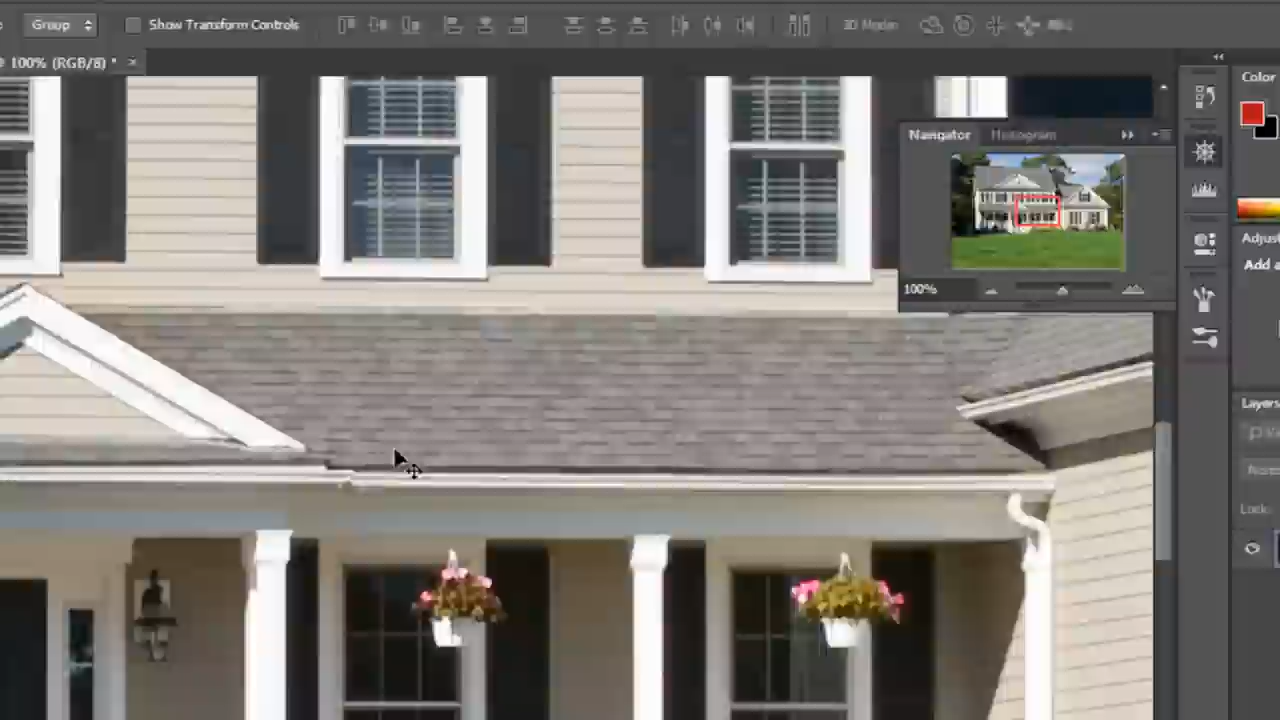 Group
Show Transform Controls
3D Mode:
100% (RGB/8) * ×
Color
Navigator
Histogram
100%
Adjust
Add a
Layers
Lock: